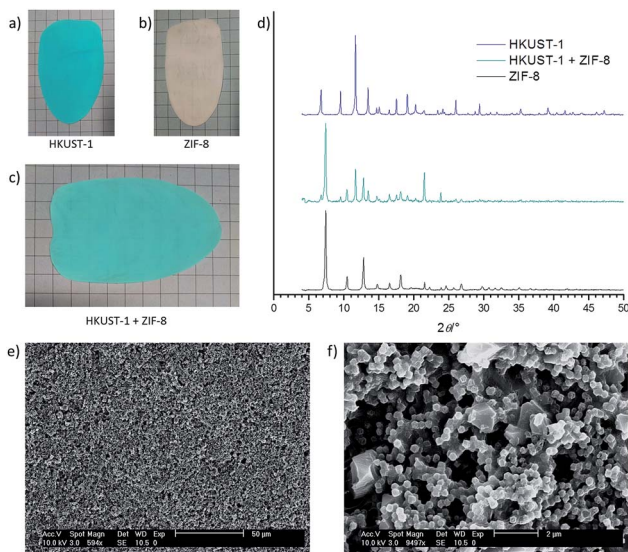 a)
b)
d)
HKUST-1
HKUST-1 + ZIF-8
ZIF-8
HKUST-1
ZIF-8
c)
HKUST-1 + ZIF-8
0 5 10 15 20 25 30 35 40 45 50
2θ/°
e)
f)
Acc.V Spot Magn Det WD Exp 50 µm
10.0 kV 3.0 594x SE 10.5 0
Acc.V Spot Magn Det WD Exp 2 µm
10.0 kV 3.0 9497x SE 10.5 0